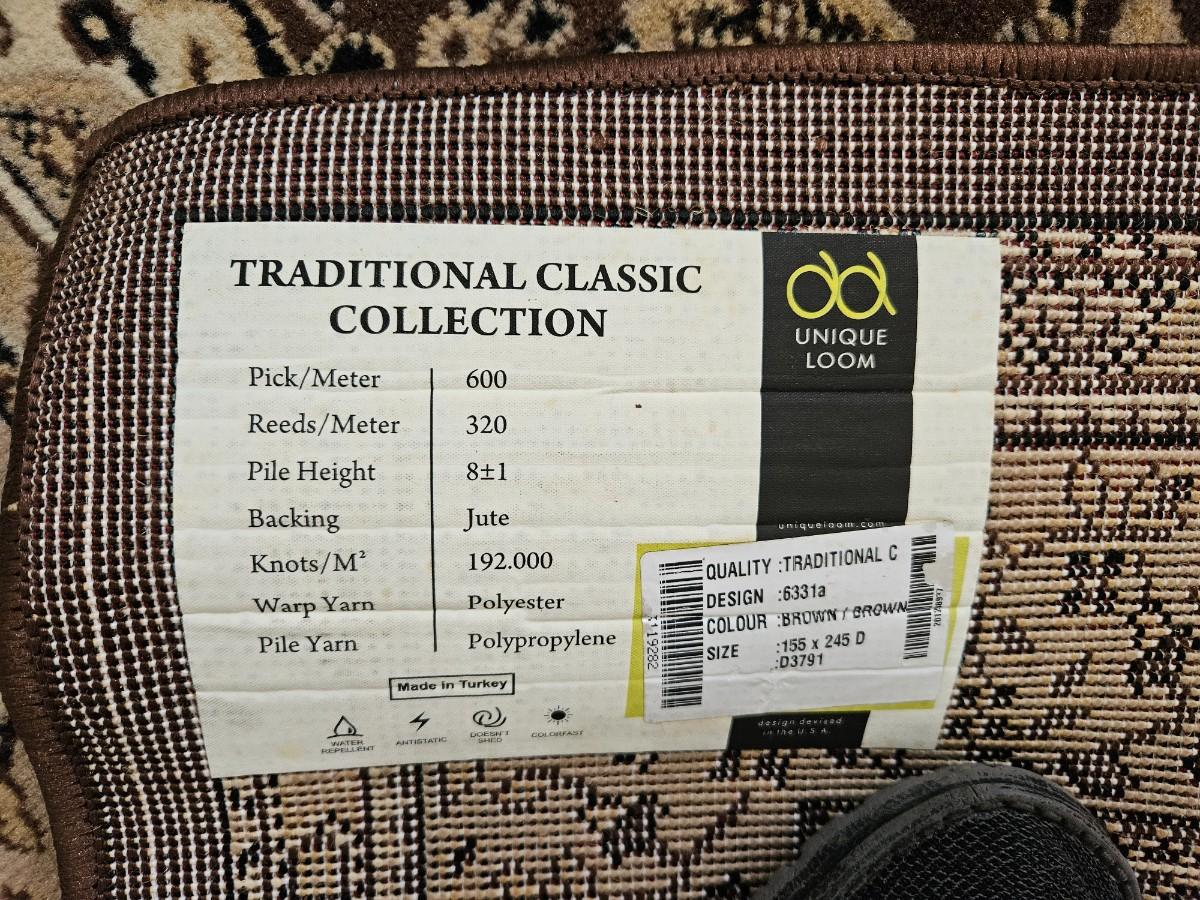 TRADITIONAL CLASSIC
COLLECTION
Pick/Meter 600
Reeds/Meter 320
Pile Height 8±1
Backing Jute
Knots/M² 192.000
Warp Yarn Polyester
Pile Yarn Polypropylene
Made in Turkey
WATER
REPELLENT
ANTISTATIC
DOESN'T
SHED
COLORFAST
UNIQUE
LOOM
uniqueloom.com
QUALITY :TRADITIONAL C
DESIGN :6331a
COLOUR :BROWN / BROWN
SIZE :155 x 245 D
:D3791
design devised
in the U.S.A.